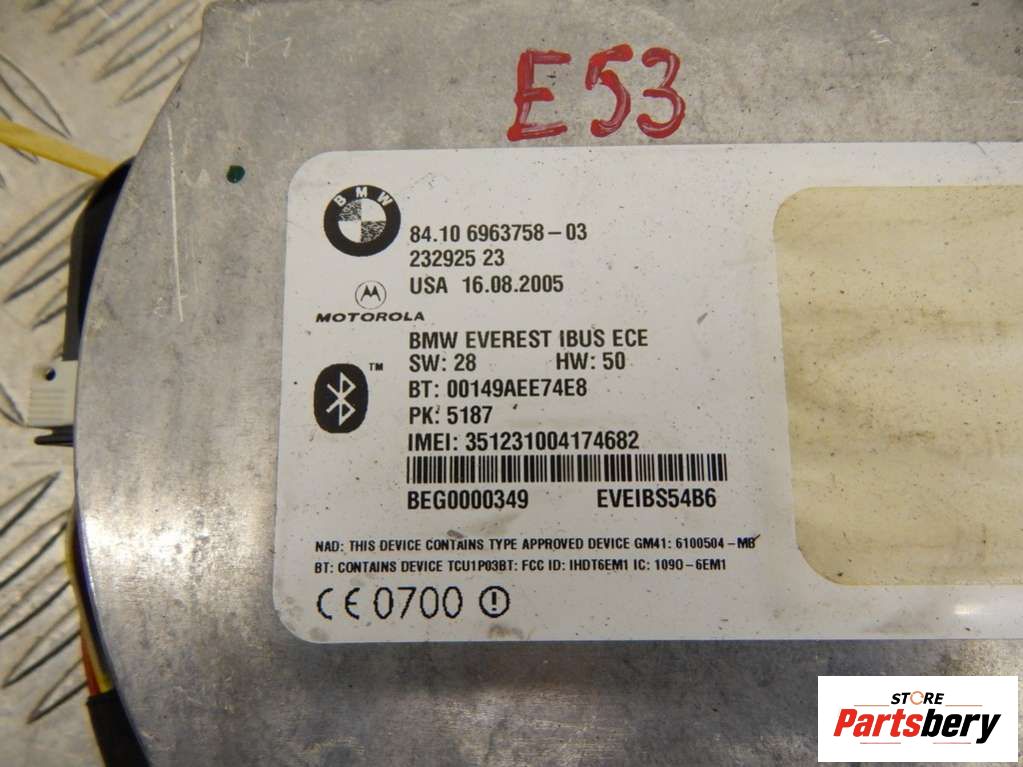 E53
BMW
84.10 6963758-03
232925 23
USA 16.08.2005
MOTOROLA
BMW EVEREST IBUS ECE
SW: 28 HW: 50
TM
BT: 00149AEE74E8
PK: 5187
IMEI: 351231004174682
BEG0000349 EVEIBS54B6
NAD: THIS DEVICE CONTAINS TYPE APPROVED DEVICE GM41: 6100504-MB
BT: CONTAINS DEVICE TCU1P03BT: FCC ID: IHDT6EM1 IC: 1090-6EM1
CE 0700
STORE
Partsbery